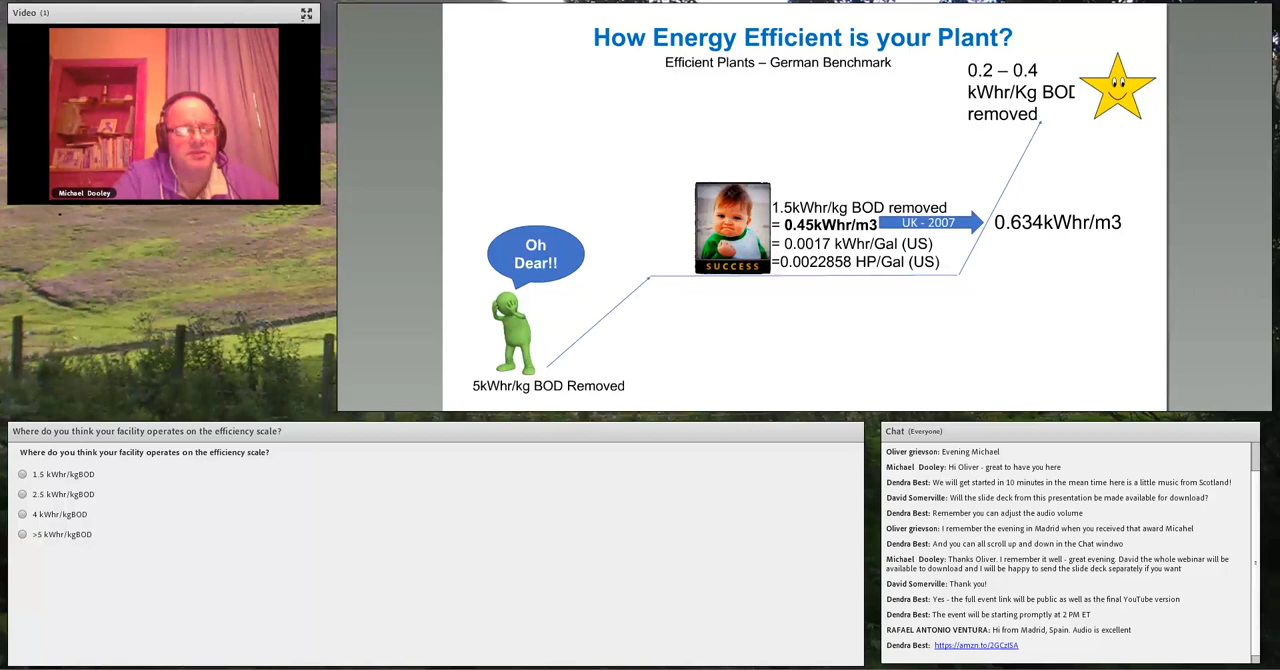 Video (1)
Michael Dooley
How Energy Efficient is your Plant?
Efficient Plants – German Benchmark
0.2 – 0.4
kWhr/Kg BOD
removed
SUCCESS
1.5kWhr/kg BOD removed
= 0.45kWhr/m3
UK - 2007
0.634kWhr/m3
= 0.0017 kWhr/Gal (US)
=0.0022858 HP/Gal (US)
Oh
Dear!!
5kWhr/kg BOD Removed
Where do you think your facility operates on the efficiency scale?
Where do you think your facility operates on the efficiency scale?
1.5 kWhr/kgBOD
2.5 kWhr/kgBOD
4 kWhr/kgBOD
>5 kWhr/kgBOD
Chat (Everyone)
Oliver grievson: Evening Michael
Michael Dooley: Hi Oliver - great to have you here
Dendra Best: We will get started in 10 minutes in the mean time here is a little music from Scotland!
David Somerville: Will the slide deck from this presentation be made available for download?
Dendra Best: Remember you can adjust the audio volume
Oliver grievson: I remember the evening in Madrid when you received that award Micahel
Dendra Best: And you can all scroll up and down in the Chat windwo
Michael Dooley: Thanks Oliver. I remember it well - great evening. David the whole webinar will be
available to download and I will be happy to send the slide deck separately if you want
David Somerville: Thank you!
Dendra Best: Yes - the full event link will be public as well as the final YouTube version
Dendra Best: The event will be starting promptly at 2 PM ET
RAFAEL ANTONIO VENTURA: Hi from Madrid, Spain. Audio is excellent
Dendra Best: https://amzn.to/2GCzlSA